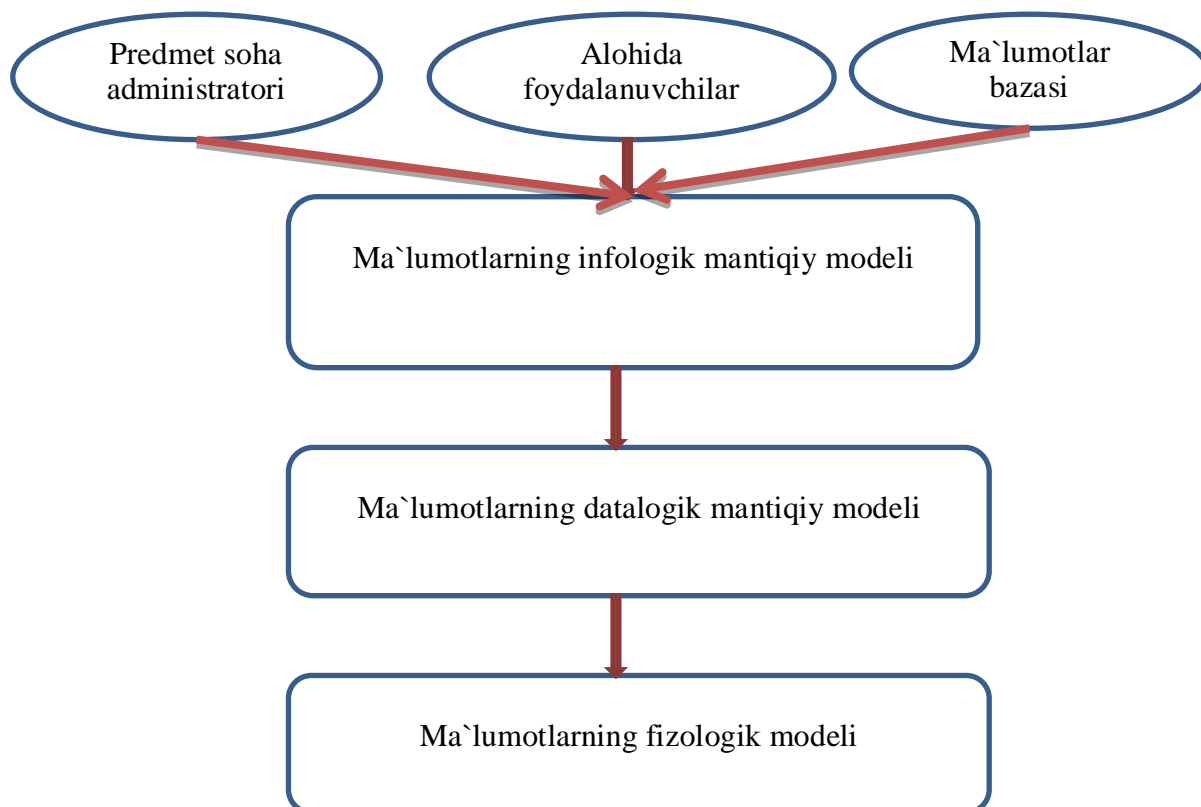 Predmet soha
administratori
Alohida
foydalanuvchilar
Ma`lumotlar
bazasi
Ma`lumotlarning infologik mantiqiy modeli
Ma`lumotlarning datalogik mantiqiy modeli
Ma`lumotlarning fizologik modeli